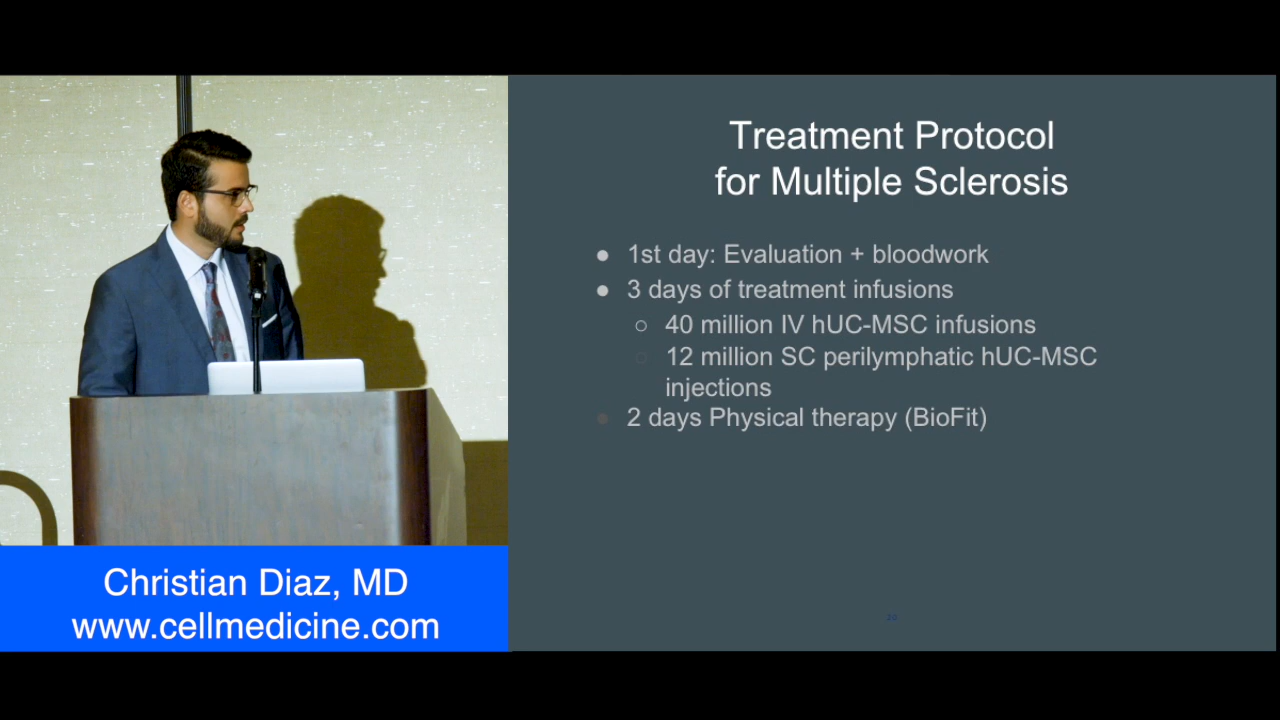 Treatment Protocol
for Multiple Sclerosis
● 1st day: Evaluation + bloodwork
● 3 days of treatment infusions
○ 40 million IV hUC-MSC infusions
○ 12 million SC perilymphatic hUC-MSC
injections
● 2 days Physical therapy (BioFit)
Christian Diaz, MD
www.cellmedicine.com